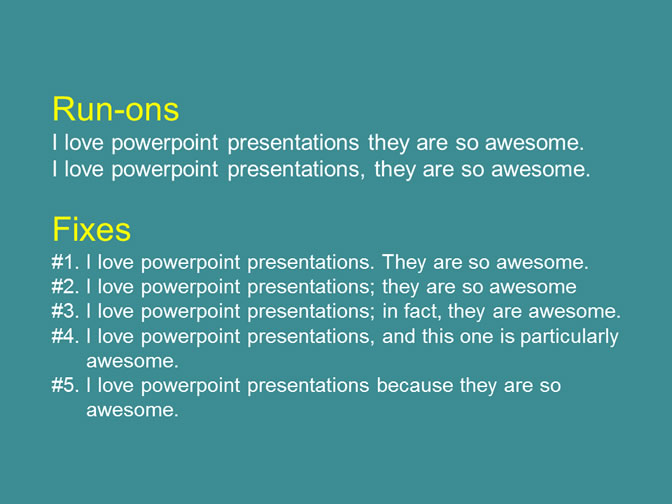 Run-ons
I love powerpoint presentations they are so awesome.
I love powerpoint presentations, they are so awesome.
Fixes
#1. I love powerpoint presentations. They are so awesome.
#2. I love powerpoint presentations; they are so awesome
#3. I love powerpoint presentations; in fact, they are awesome.
#4. I love powerpoint presentations, and this one is particularly
awesome.
#5. I love powerpoint presentations because they are so
awesome.